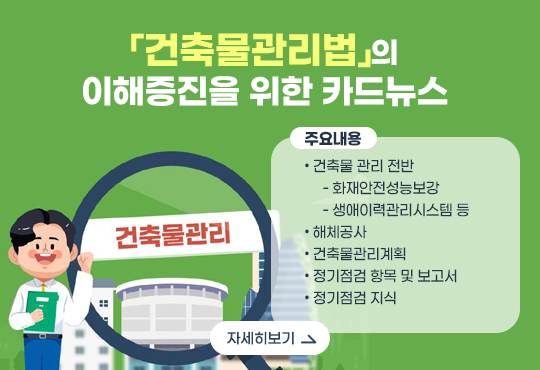 「건축물관리법」의
이해증진을 위한 카드뉴스
주요내용
• 건축물 관리 전반
- 화재안전성능보강
- 생애이력관리시스템 등
• 해체공사
• 건축물관리계획
• 정기점검 항목 및 보고서
• 정기점검 지식
건축물관리
자세히보기